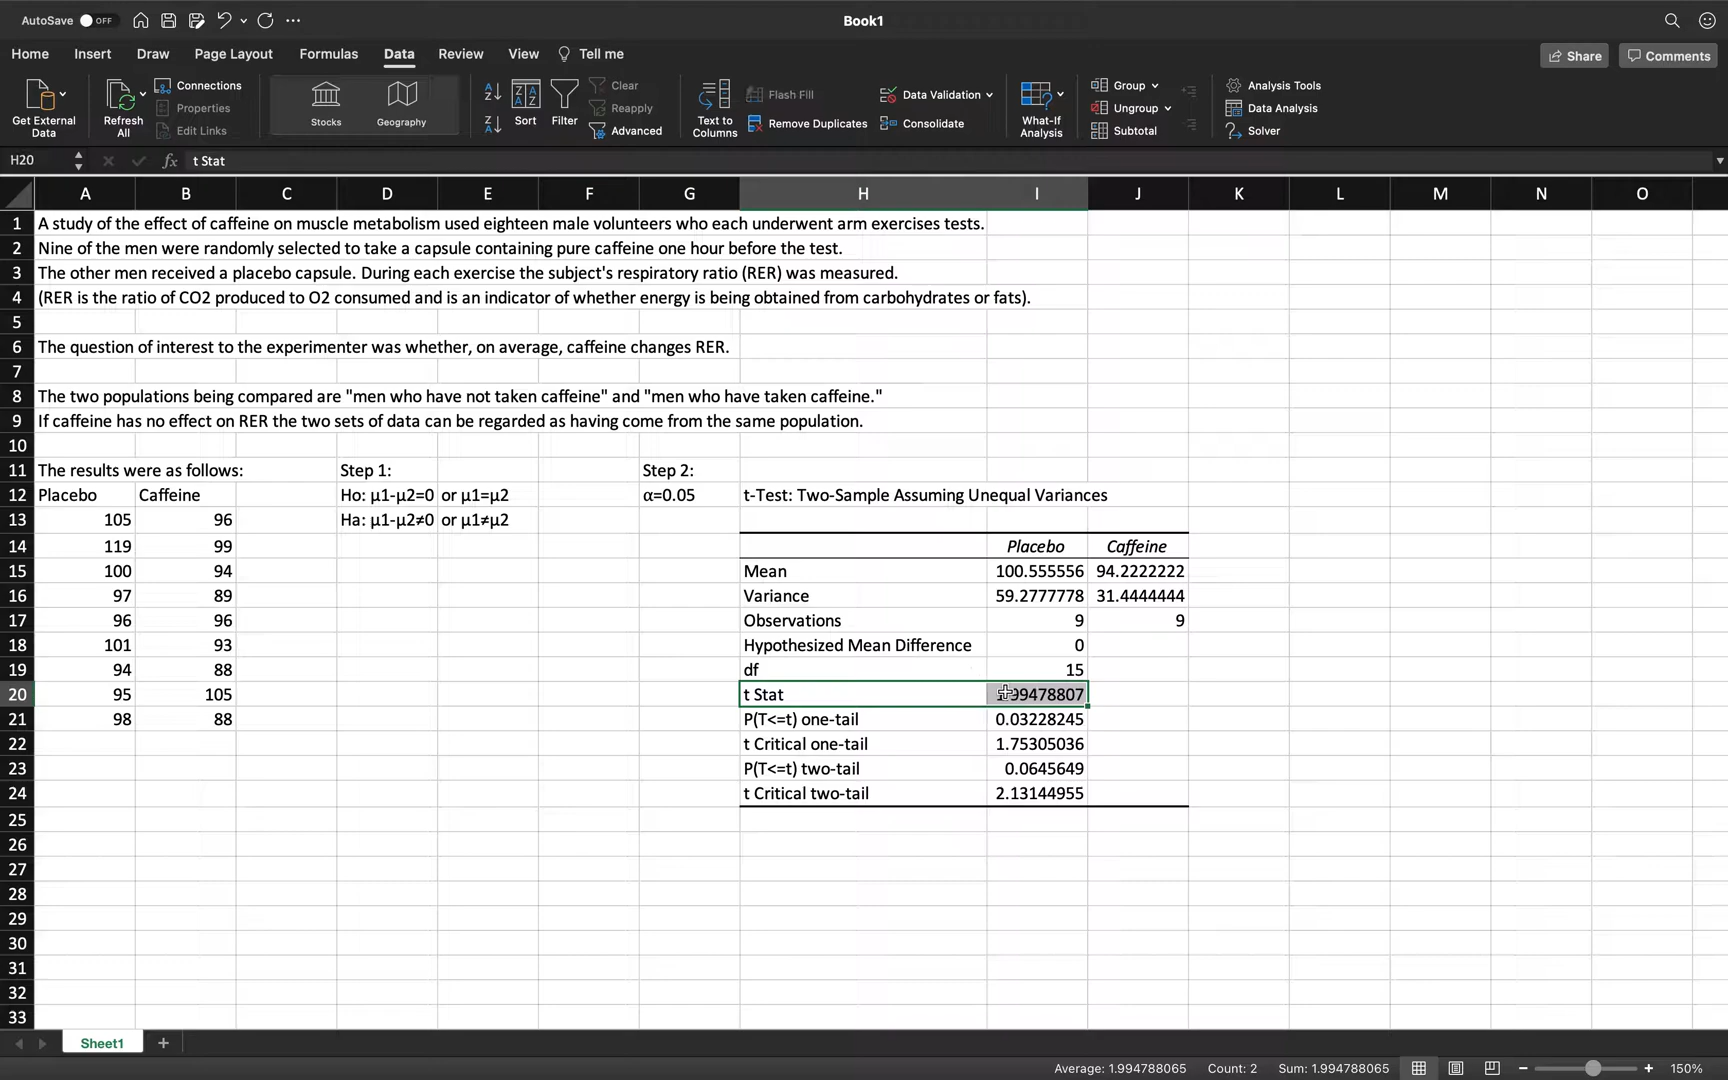 AutoSave OFF
Book1
Home Insert Draw Page Layout Formulas Data Review View Tell me
Share Comments
Get External Data
Refresh All
Connections
Properties
Edit Links
Stocks Geography
Sort Filter
Clear
Reapply
Advanced
Text to Columns
Flash Fill
Remove Duplicates
Data Validation
Consolidate
What-If Analysis
Group
Ungroup
Subtotal
Analysis Tools
Data Analysis
Solver
H20 fx t Stat
A B C D E F G H I J K L M N O
1 A study of the effect of caffeine on muscle metabolism used eighteen male volunteers who each underwent arm exercises tests.
2 Nine of the men were randomly selected to take a capsule containing pure caffeine one hour before the test.
3 The other men received a placebo capsule. During each exercise the subject's respiratory ratio (RER) was measured.
4 (RER is the ratio of CO2 produced to O2 consumed and is an indicator of whether energy is being obtained from carbohydrates or fats).
5
6 The question of interest to the experimenter was whether, on average, caffeine changes RER.
7
8 The two populations being compared are "men who have not taken caffeine" and "men who have taken caffeine."
9 If caffeine has no effect on RER the two sets of data can be regarded as having come from the same population.
10
11 The results were as follows: Step 1: Step 2:
12 Placebo Caffeine Ho: μ1-μ2=0 or μ1=μ2 α=0.05 t-Test: Two-Sample Assuming Unequal Variances
13 105 96 Ha: μ1-μ2≠0 or μ1≠μ2
14 119 99 Placebo Caffeine
15 100 94 Mean 100.555556 94.2222222
16 97 89 Variance 59.2777778 31.4444444
17 96 96 Observations 9 9
18 101 93 Hypothesized Mean Difference 0
19 94 88 df 15
20 95 105 t Stat 1.99478807
21 98 88 P(T<=t) one-tail 0.03228245
22 t Critical one-tail 1.75305036
23 P(T<=t) two-tail 0.0645649
24 t Critical two-tail 2.13144955
25
26
27
28
29
30
31
32
33
Sheet1
Average: 1.994788065 Count: 2 Sum: 1.994788065 150%